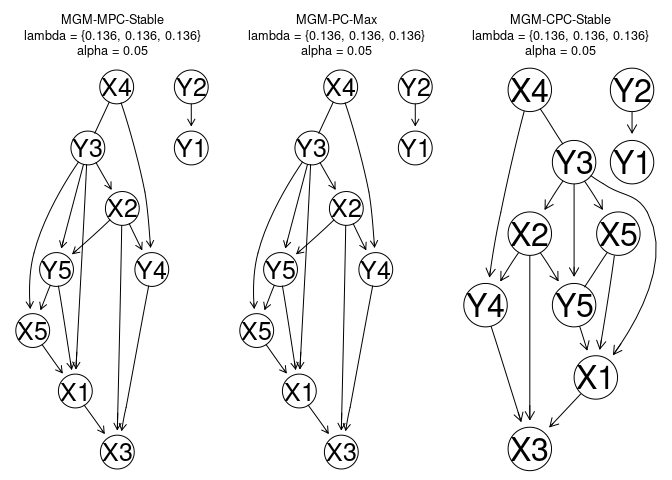 MGM-MPC-Stable
lambda = {0.136, 0.136, 0.136}
alpha = 0.05
X4
Y2
Y3
Y1
X2
Y5
Y4
X5
X1
X3
MGM-PC-Max
lambda = {0.136, 0.136, 0.136}
alpha = 0.05
X4
Y2
Y3
Y1
X2
Y5
Y4
X5
X1
X3
MGM-CPC-Stable
lambda = {0.136, 0.136, 0.136}
alpha = 0.05
X4
Y2
Y3
Y1
X2
X5
Y4
Y5
X1
X3